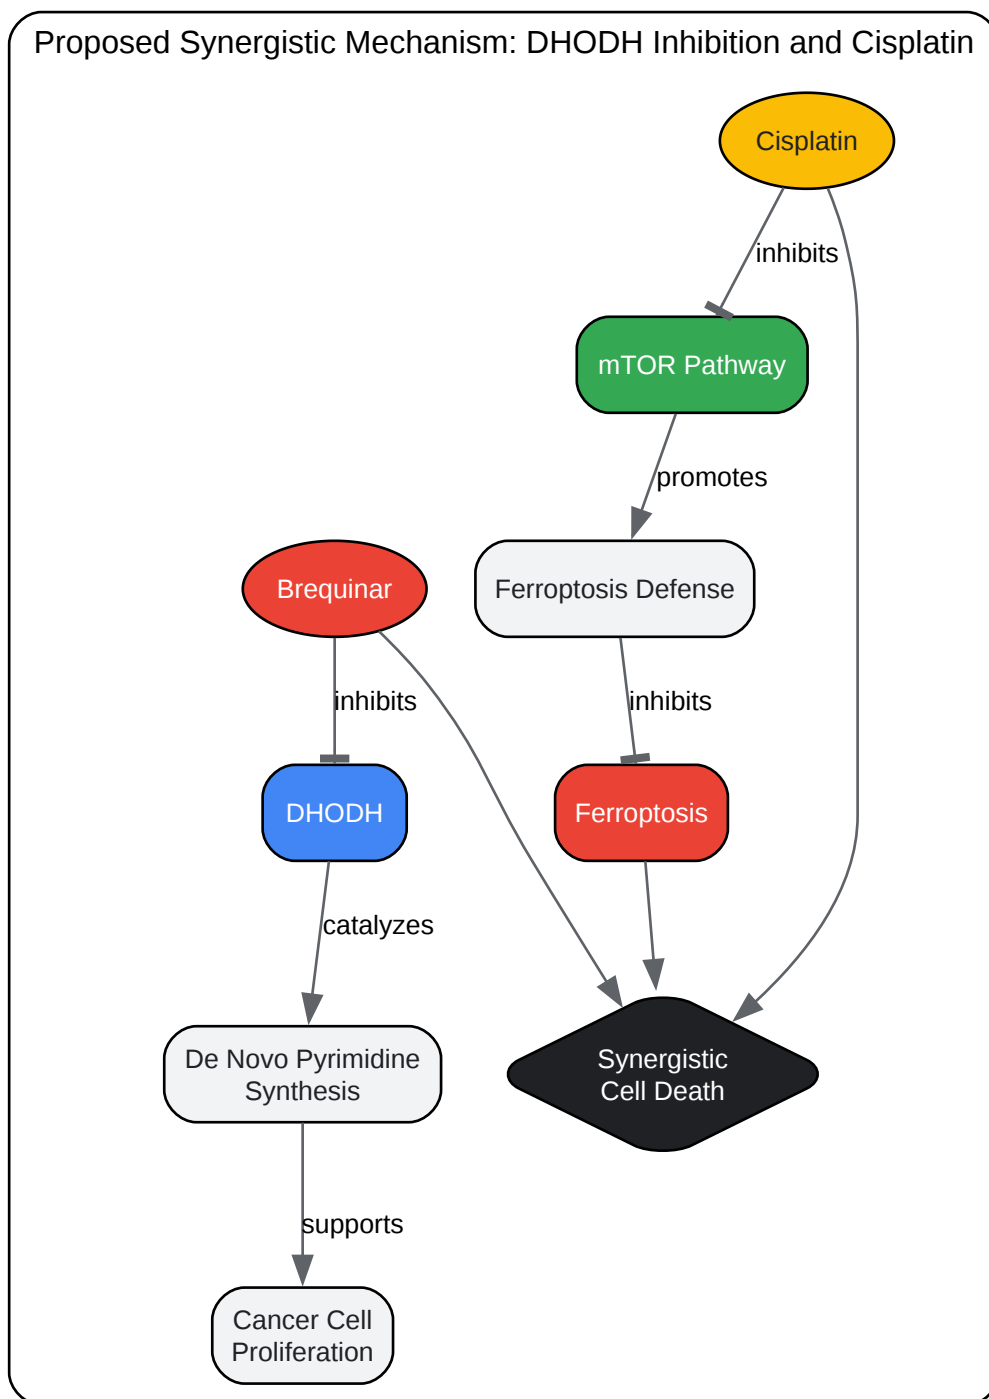 Proposed Synergistic Mechanism: DHODH Inhibition and Cisplatin
Cisplatin
inhibits
mTOR Pathway
promotes
Brequinar
Ferroptosis Defense
inhibits
inhibits
DHODH
Ferroptosis
catalyzes
De Novo Pyrimidine
Synthesis
Synergistic
Cell Death
supports
Cancer Cell
Proliferation